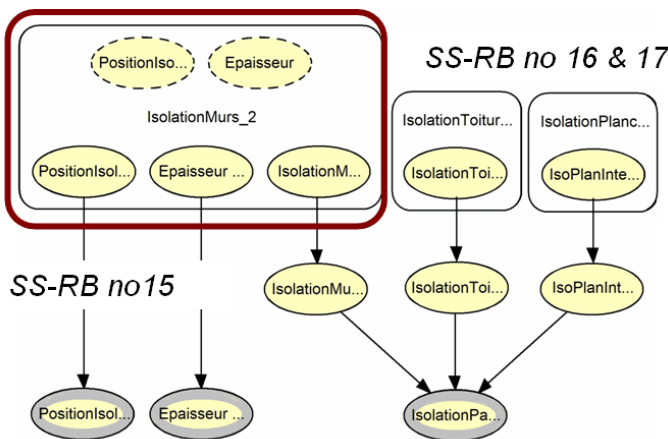 PositionIso...
Epaisseur
SS-RB no 16 & 17
IsolationMurs_2
IsolationToitur...
IsolationPlanc...
PositionIsol...
Epaisseur ...
IsolationM...
IsolationToi...
IsoPlanInte...
SS-RB no15
IsolationMu...
IsolationToi...
IsoPlanInt...
PositionIsol...
Epaisseur ...
IsolationPa...